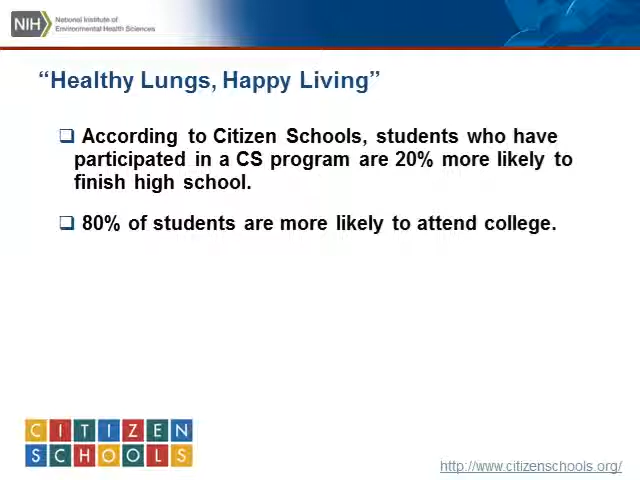 NIH
National Institute of
Environmental Health Sciences
“Healthy Lungs, Happy Living”
According to Citizen Schools, students who have
participated in a CS program are 20% more likely to
finish high school.
80% of students are more likely to attend college.
CITIZEN
SCHOOLS
http://www.citizenschools.org/